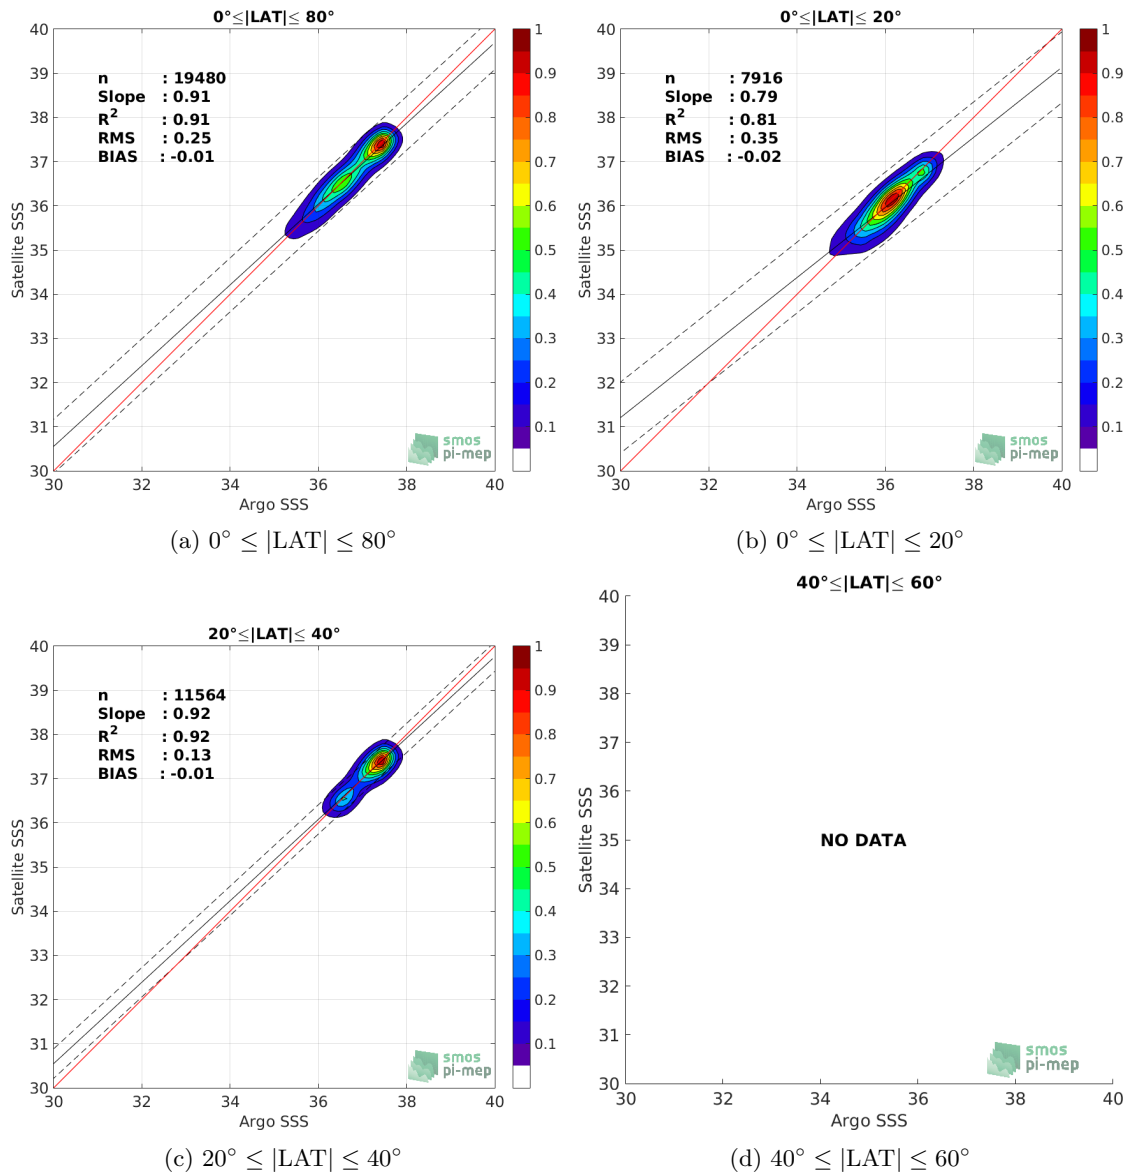 0°≤|LAT|≤ 80°
40
39
38
37
36
35
34
33
32
31
30
Satellite SSS
n : 19480
Slope : 0.91
R² : 0.91
RMS : 0.25
BIAS : -0.01
smos
pi-mep
30 32 34 36 38 40
Argo SSS
1
0.9
0.8
0.7
0.6
0.5
0.4
0.3
0.2
0.1
(a) 0° ≤ |LAT| ≤ 80°
0°≤|LAT|≤ 20°
40
39
38
37
36
35
34
33
32
31
30
Satellite SSS
n : 7916
Slope : 0.79
R² : 0.81
RMS : 0.35
BIAS : -0.02
smos
pi-mep
30 32 34 36 38 40
Argo SSS
1
0.9
0.8
0.7
0.6
0.5
0.4
0.3
0.2
0.1
(b) 0° ≤ |LAT| ≤ 20°
20°≤|LAT|≤ 40°
40
39
38
37
36
35
34
33
32
31
30
Satellite SSS
n : 11564
Slope : 0.92
R² : 0.92
RMS : 0.13
BIAS : -0.01
smos
pi-mep
30 32 34 36 38 40
Argo SSS
1
0.9
0.8
0.7
0.6
0.5
0.4
0.3
0.2
0.1
(c) 20° ≤ |LAT| ≤ 40°
40°≤|LAT|≤ 60°
40
39
38
37
36
35
34
33
32
31
30
Satellite SSS
NO DATA
smos
pi-mep
30 32 34 36 38 40
Argo SSS
(d) 40° ≤ |LAT| ≤ 60°